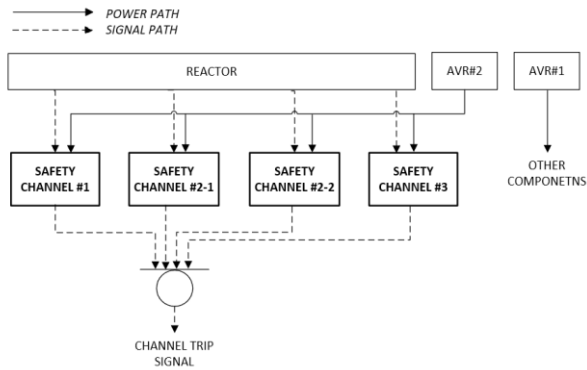 POWER PATH
SIGNAL PATH
REACTOR
AVR#2
AVR#1
SAFETY
CHANNEL #1
SAFETY
CHANNEL #2-1
SAFETY
CHANNEL #2-2
SAFETY
CHANNEL #3
OTHER
COMPONETNS
CHANNEL TRIP
SIGNAL